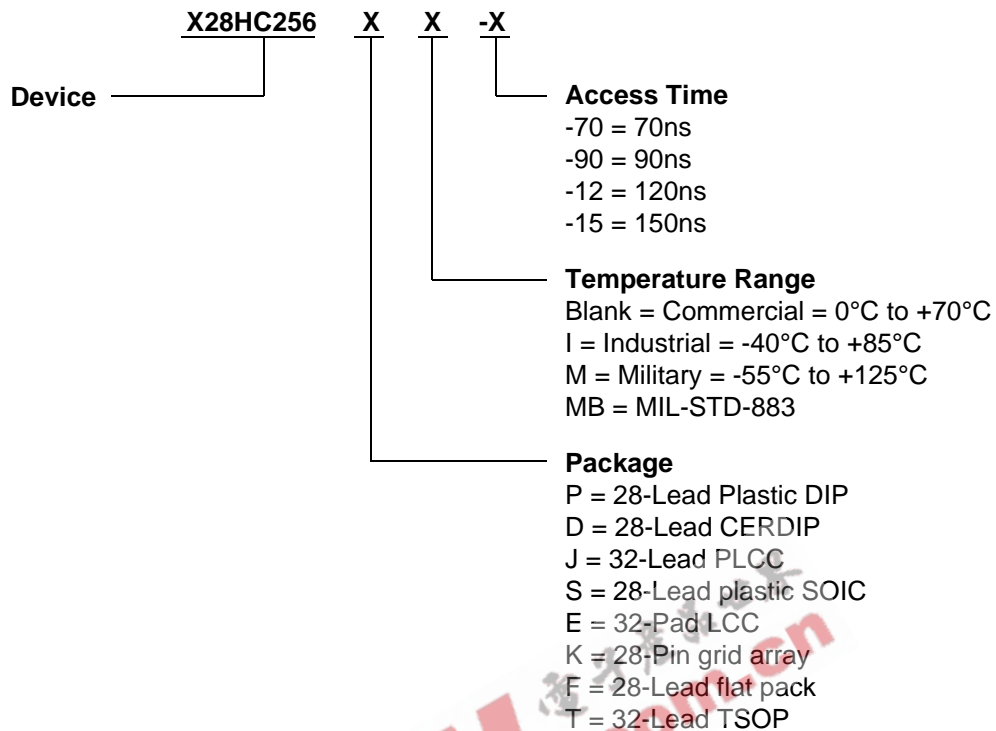 X28HC256 X X -X
Device
Access Time
-70 = 70ns
-90 = 90ns
-12 = 120ns
-15 = 150ns
Temperature Range
Blank = Commercial = 0°C to +70°C
I = Industrial = -40°C to +85°C
M = Military = -55°C to +125°C
MB = MIL-STD-883
Package
P = 28-Lead Plastic DIP
D = 28-Lead CERDIP
J = 32-Lead PLCC
S = 28-Lead plastic SOIC
E = 32-Pad LCC
K = 28-Pin grid array
F = 28-Lead flat pack
T = 32-Lead TSOP